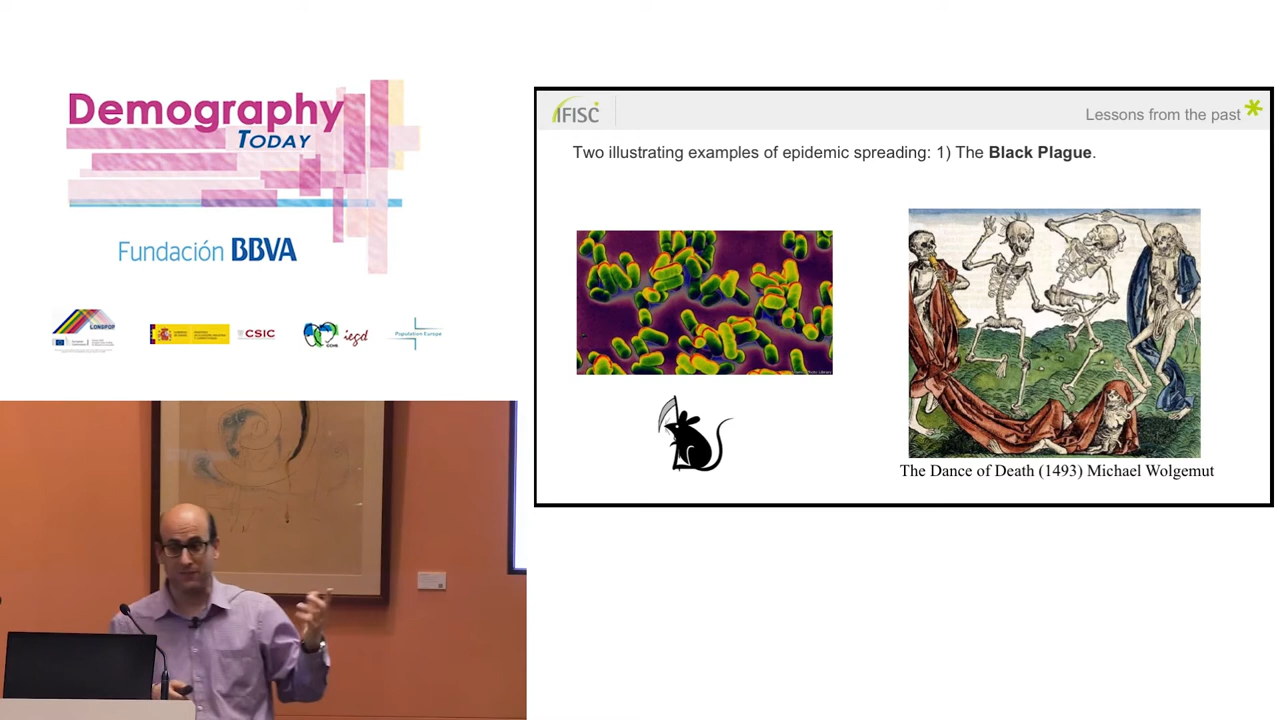 Demography
TODAY
Fundación BBVA
LONGPOP
CSIC
iegd
Population Europe
IFISC
Lessons from the past
Two illustrating examples of epidemic spreading: 1) The Black Plague.
The Dance of Death (1493) Michael Wolgemut